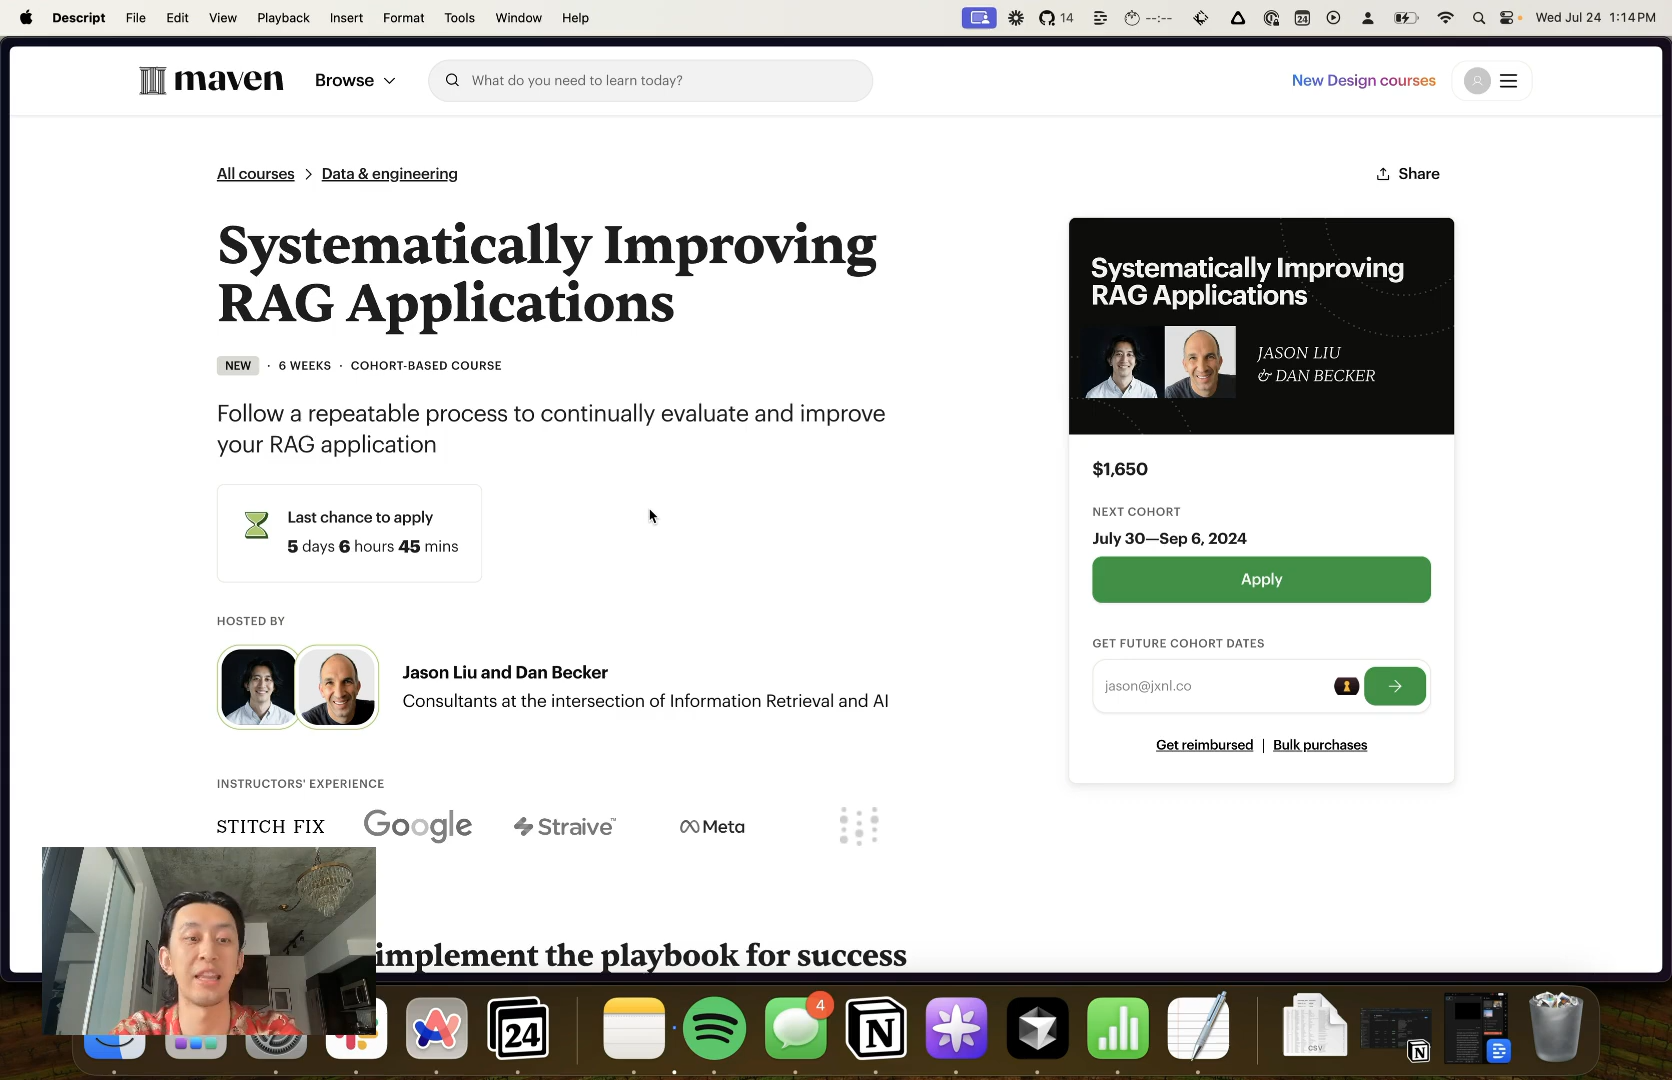 Descript File Edit View Playback Insert Format Tools Window Help 14 --:-- 24 Wed Jul 24 1:14PM
maven Browse What do you need to learn today? New Design courses
All courses > Data & engineering Share
Systematically Improving
RAG Applications
NEW · 6 WEEKS · COHORT-BASED COURSE
Follow a repeatable process to continually evaluate and improve
your RAG application
Last chance to apply
5 days 6 hours 45 mins
HOSTED BY
Jason Liu and Dan Becker
Consultants at the intersection of Information Retrieval and AI
INSTRUCTORS' EXPERIENCE
STITCH FIX Google Straive™ Meta
implement the playbook for success
Systematically Improving
RAG Applications
JASON LIU
& DAN BECKER
$1,650
NEXT COHORT
July 30—Sep 6, 2024
Apply
GET FUTURE COHORT DATES
jason@jxnl.co
Get reimbursed | Bulk purchases
24
4
N
CSV
N